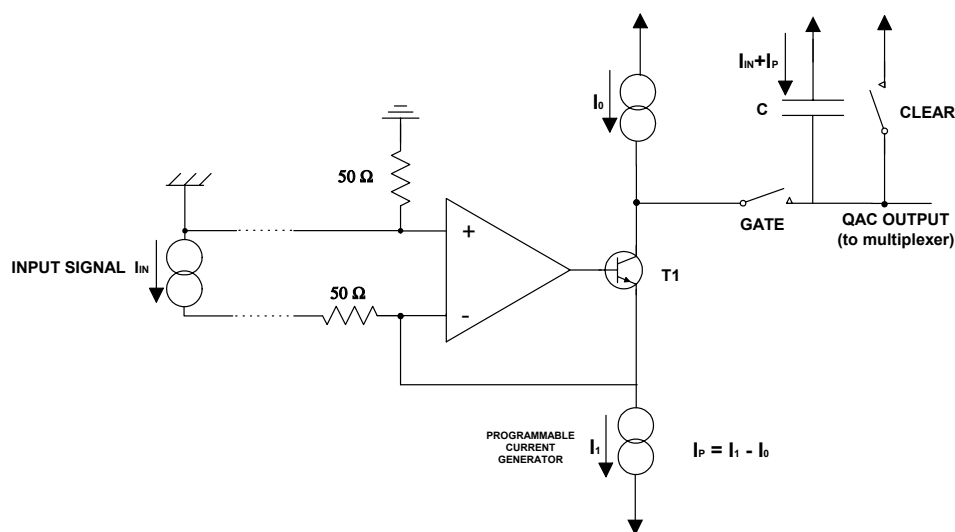 I₀
I_IN+I_P
C
CLEAR
50 Ω
GATE
QAC OUTPUT
(to multiplexer)
INPUT SIGNAL I_IN
+
T1
50 Ω
-
PROGRAMMABLE
CURRENT
GENERATOR
I₁
I_P = I₁ - I₀